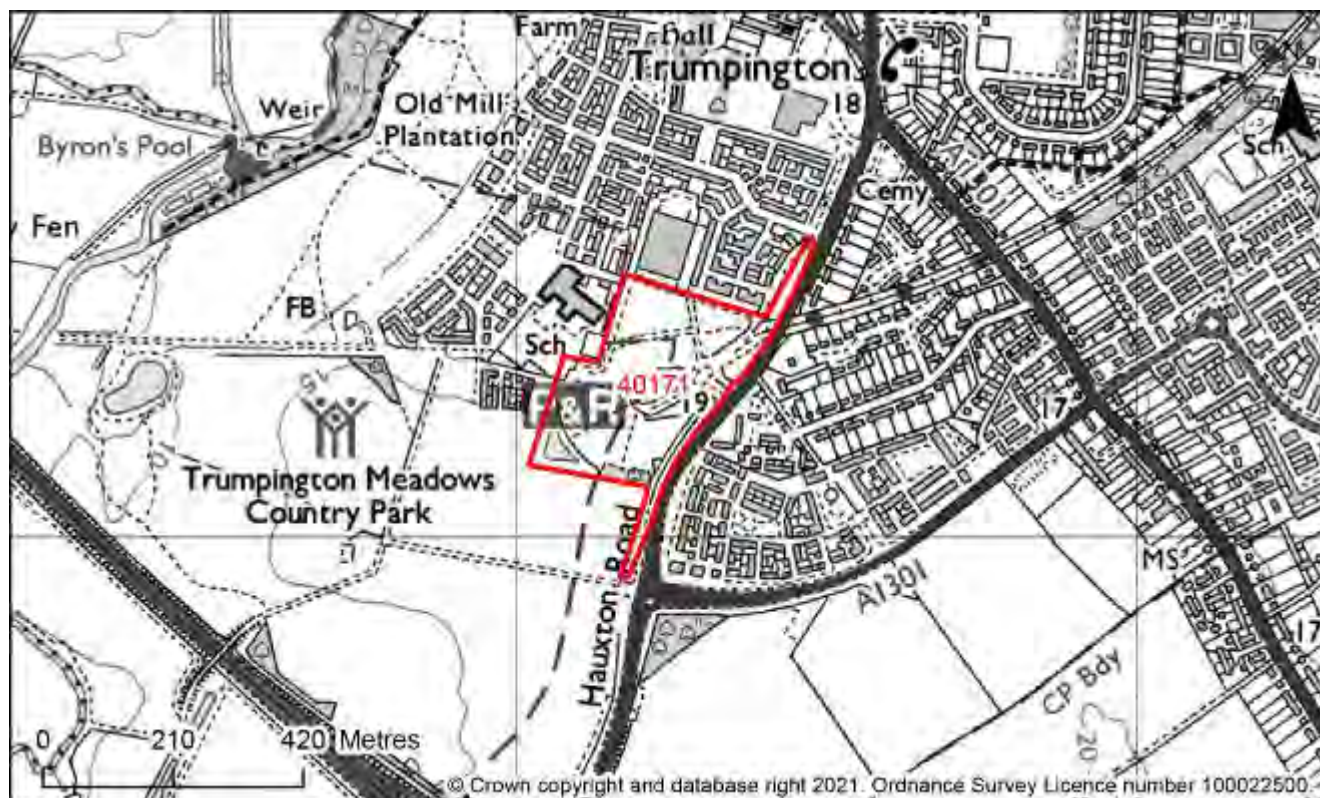 Farm
Hall
Trumpington
18
Weir
Old Mill
Plantation
Byron's Pool
Sch
Cemy
A1301
Fen
FB
Sch
40171
19
P & R
17
Trumpington Meadows
Country Park
Hauxton Road
MS
A1301
17
CP Bdy
20
0 210 420 Metres
© Crown copyright and database right 2021. Ordnance Survey Licence number 100022500.